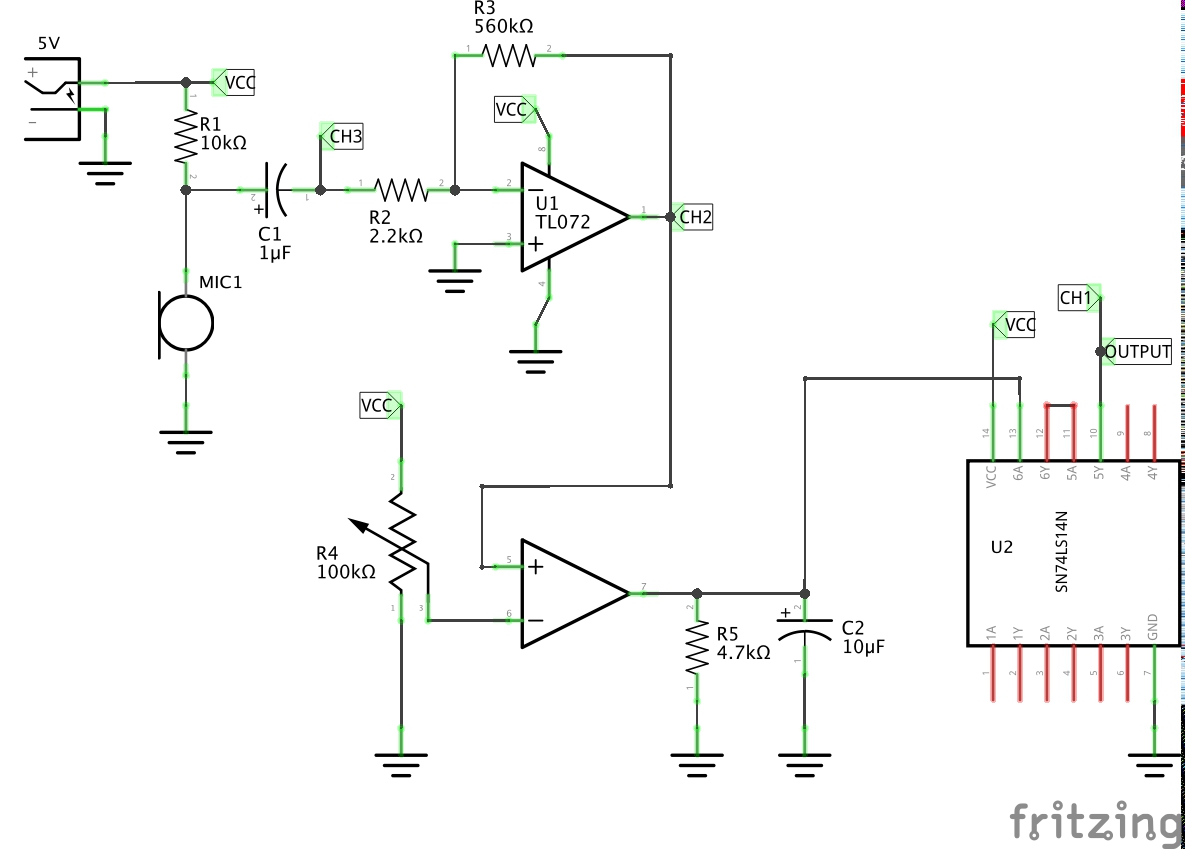 R3
560kΩ
1
2
5V
+
-
VCC
1
R1
10kΩ
2
VCC
8
CH3
2
1
+
C1
1µF
1
2
R2
2.2kΩ
2
−
U1
TL072
1
CH2
3
+
4
MIC1
CH1
VCC
OUTPUT
VCC
2
R4
100kΩ
1
3
14
13
12
11
10
9
8
VCC
6A
6Y
5A
5Y
4A
4Y
U2
SN74LS14N
1A
1Y
2A
2Y
3A
3Y
GND
1
2
3
4
5
6
7
5
+
6
−
7
2
R5
4.7kΩ
1
+
2
C2
10µF
1
fritzing